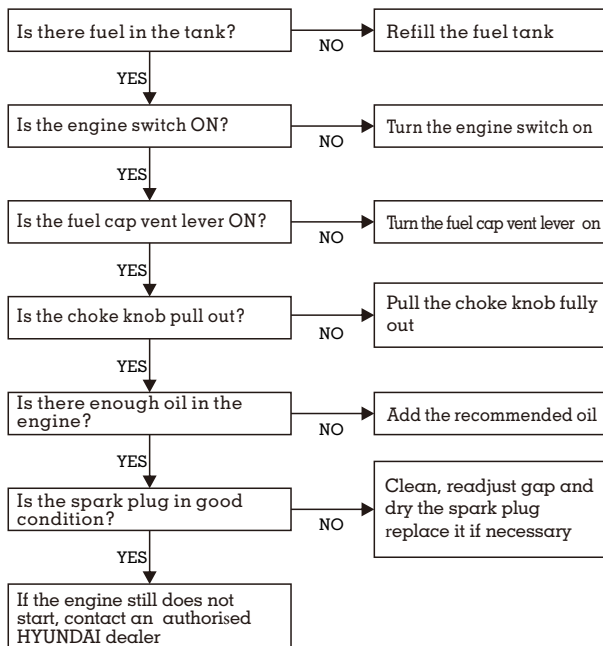 Is there fuel in the tank?
NO
Refill the fuel tank
YES
Is the engine switch ON?
NO
Turn the engine switch on
YES
Is the fuel cap vent lever ON?
NO
Turn the fuel cap vent lever on
YES
Is the choke knob pull out?
NO
Pull the choke knob fully
out
YES
Is there enough oil in the
engine?
NO
Add the recommended oil
YES
Is the spark plug in good
condition?
NO
Clean, readjust gap and
dry the spark plug
replace it if necessary
YES
If the engine still does not
start, contact an authorised
HYUNDAI dealer